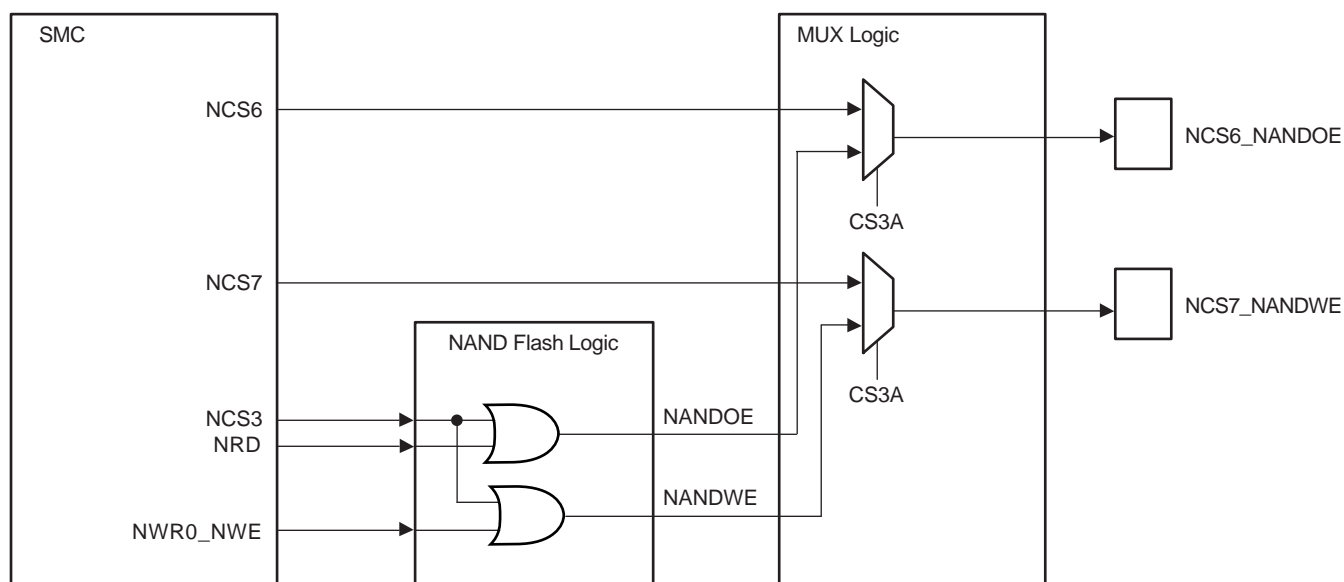 SMC
MUX Logic
NCS6
NCS6_NANDOE
CS3A
NCS7
NCS7_NANDWE
NAND Flash Logic
CS3A
NCS3
NANDOE
NRD
NANDWE
NWR0_NWE